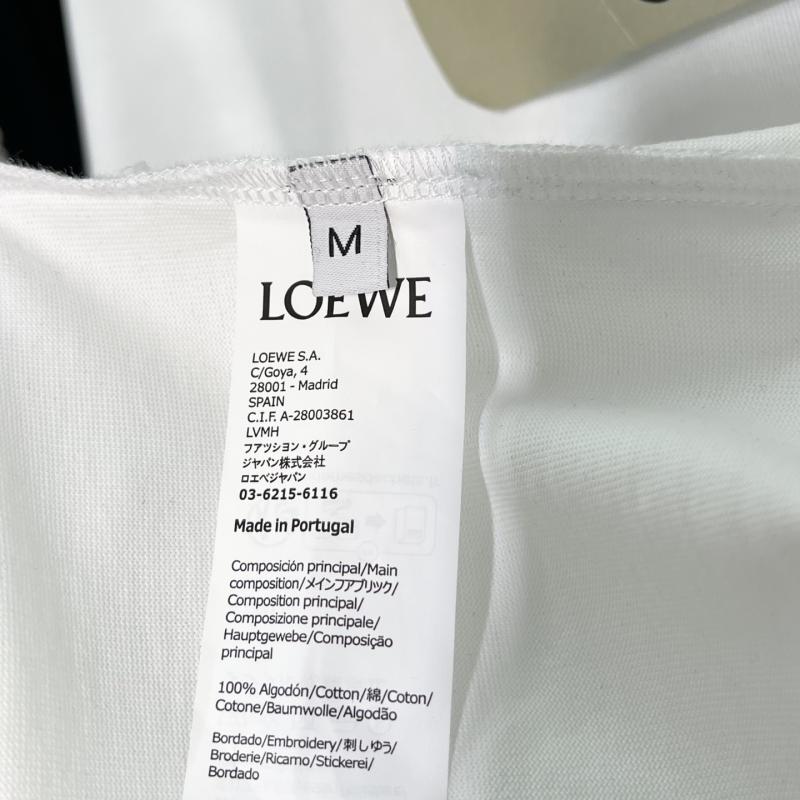 M
LOEWE
LOEWE S.A.
C/Goya, 4
28001 - Madrid
SPAIN
C.I.F. A-28003861
LVMH
ファッション・グループ
ジャパン株式会社
ロエベジャパン
03-6215-6116
Made in Portugal
Composición principal/Main
composition/メインファブリック/
Composition principal/
Composizione principale/
Hauptgewebe/Composição
principal
100% Algodón/Cotton/綿/Coton/
Cotone/Baumwolle/Algodão
Bordado/Embroidery/刺しゆう/
Broderie/Ricamo/Stickerei/
Bordado